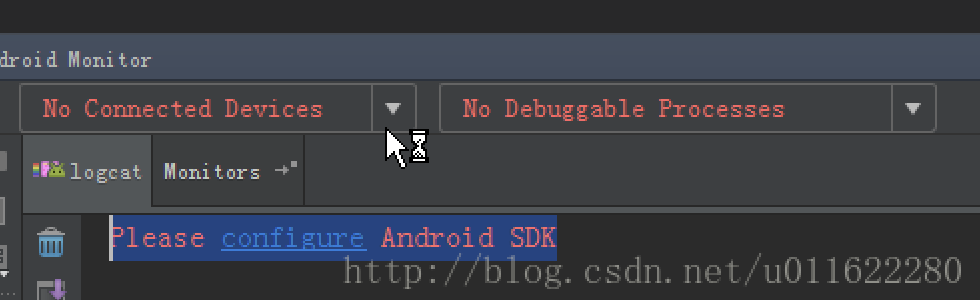 droid Monitor
No Connected Devices No Debuggable Processes
logcat Monitors
Please configure Android SDK
http://blog.csdn.net/u011622280